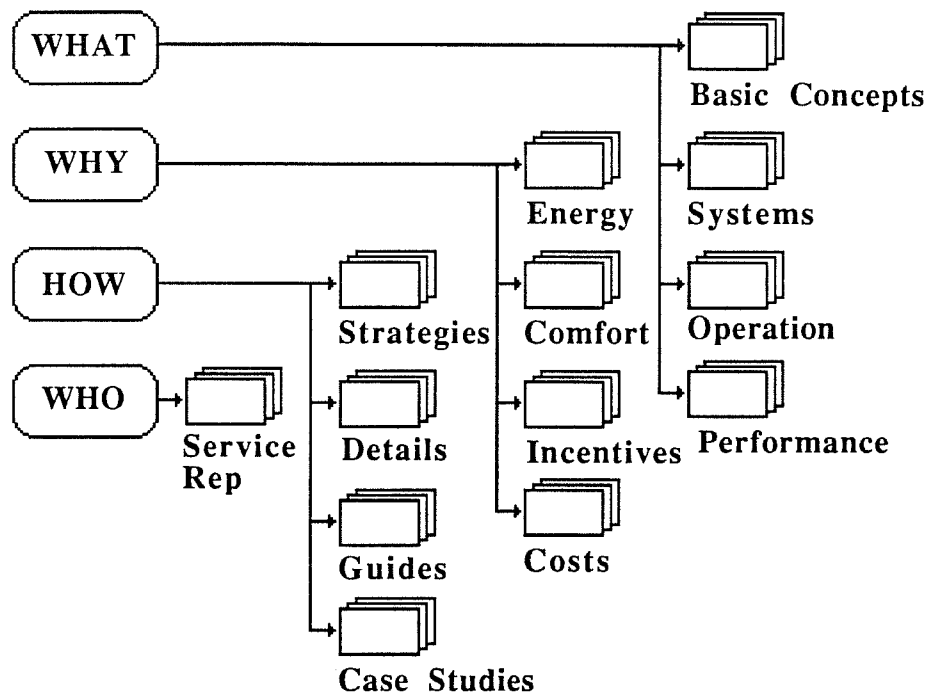 WHAT
Basic Concepts
WHY
Energy
Systems
HOW
Strategies
Comfort
Operation
WHO
Service
Rep
Details
Incentives
Performance
Guides
Costs
Case Studies